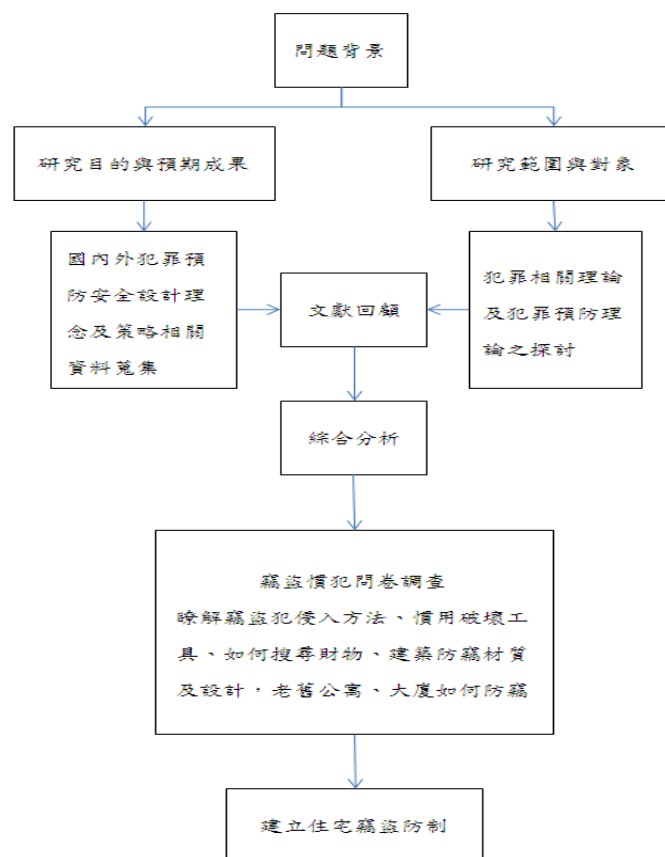 問題背景
研究目的與預期成果
研究範圍與對象
國內外犯罪預
防安全設計理
念及策略相關
資料蒐集
文獻回顧
犯罪相關理論
及犯罪預防理
論之探討
綜合分析
竊盜慣犯問卷調查
瞭解竊盜犯侵入方法、慣用破壞工
具、如何搜尋財物、建築防竊材質
及設計，老舊公寓、大廈如何防竊
建立住宅竊盜防制